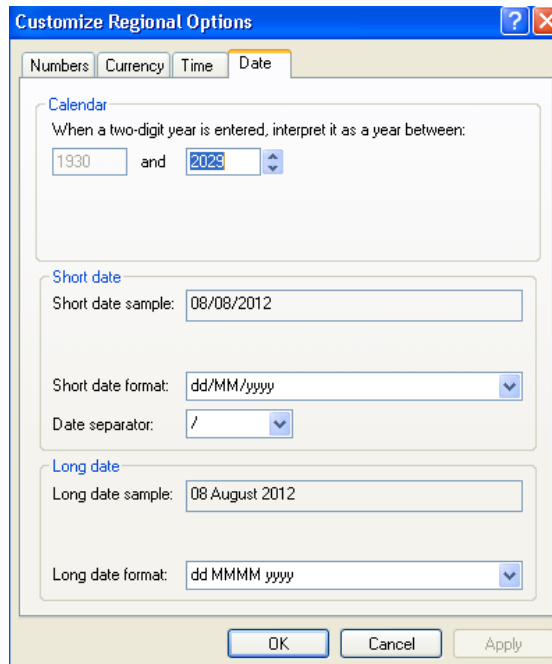 Customize Regional Options
Numbers Currency Time Date
Calendar
When a two-digit year is entered, interpret it as a year between:
1930 and 2029
Short date
Short date sample: 08/08/2012
Short date format: dd/MM/yyyy
Date separator: /
Long date
Long date sample: 08 August 2012
Long date format: dd MMMM yyyy
OK Cancel Apply